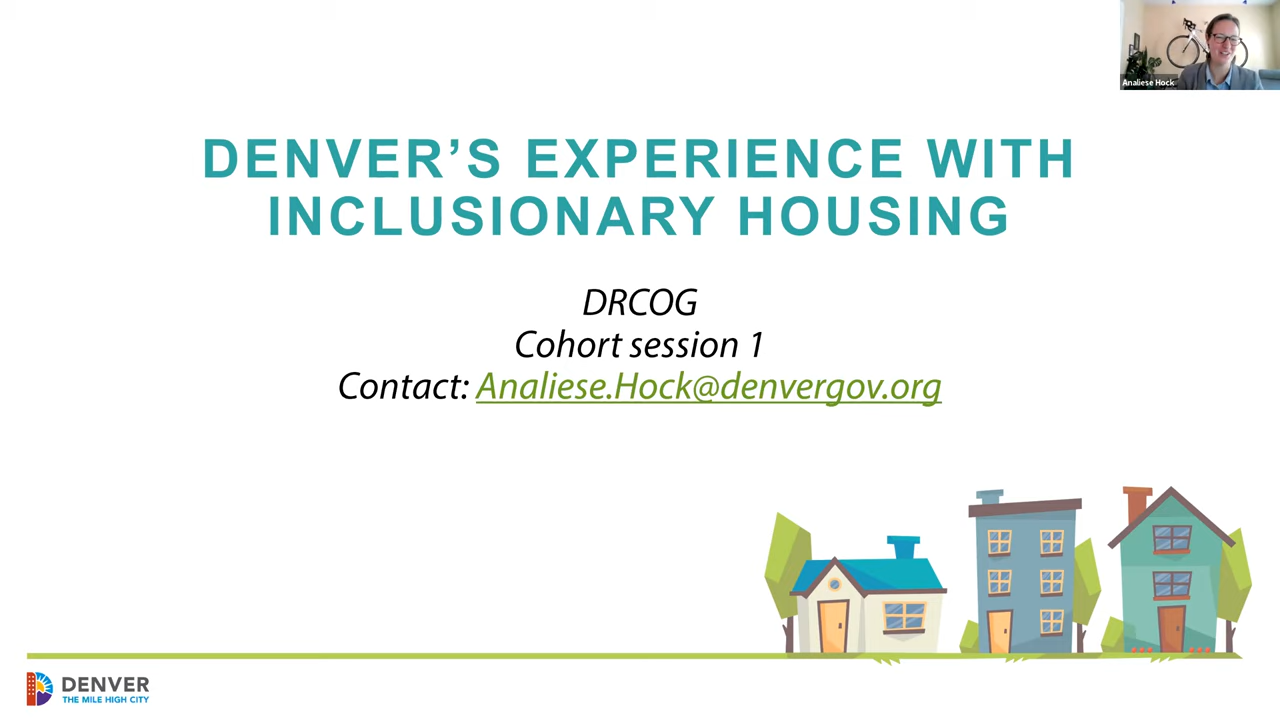 Analiese Hock
DENVER’S EXPERIENCE WITH
INCLUSIONARY HOUSING
DRCOG
Cohort session 1
Contact: Analiese.Hock@denvergov.org
DENVER
THE MILE HIGH CITY